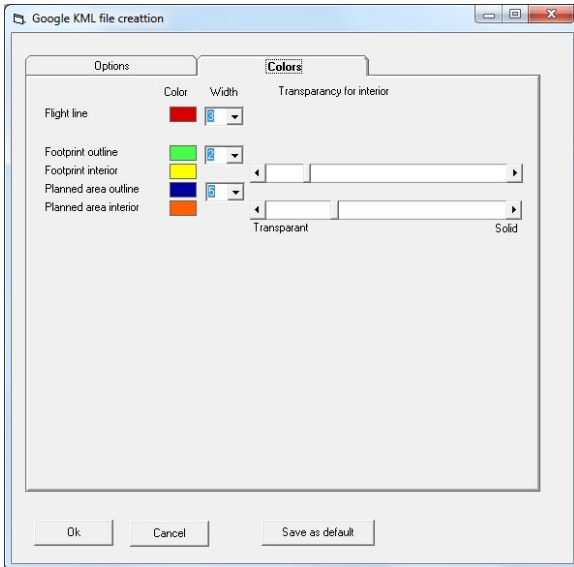 Google KML file creattion
Options Colors
Color Width Transparancy for interior
Flight line 3
Footprint outline 2
Footprint interior
Planned area outline 5
Planned area interior
Transparant Solid
Ok Cancel Save as default